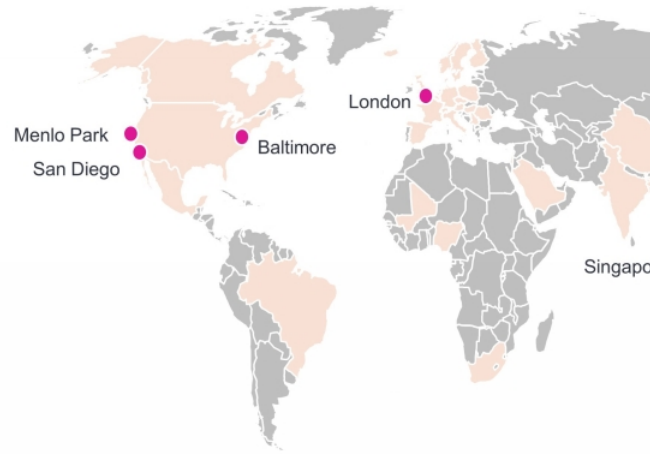 London
Menlo Park
Baltimore
San Diego
Singapo